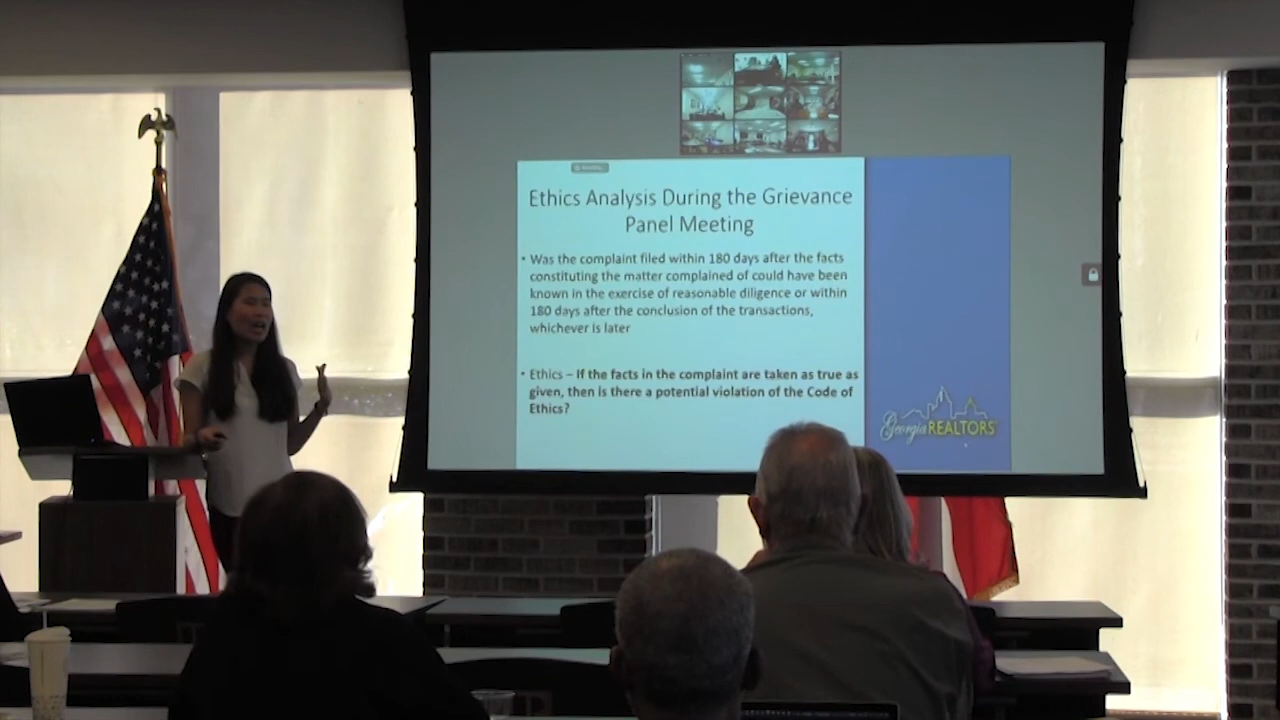 Ethics Analysis During the Grievance
Panel Meeting
• Was the complaint filed within 180 days after the facts
constituting the matter complained of could have been
known in the exercise of reasonable diligence or within
180 days after the conclusion of the transactions,
whichever is later
• Ethics – If the facts in the complaint are taken as true as
given, then is there a potential violation of the Code of
Ethics?
Georgia REALTORS